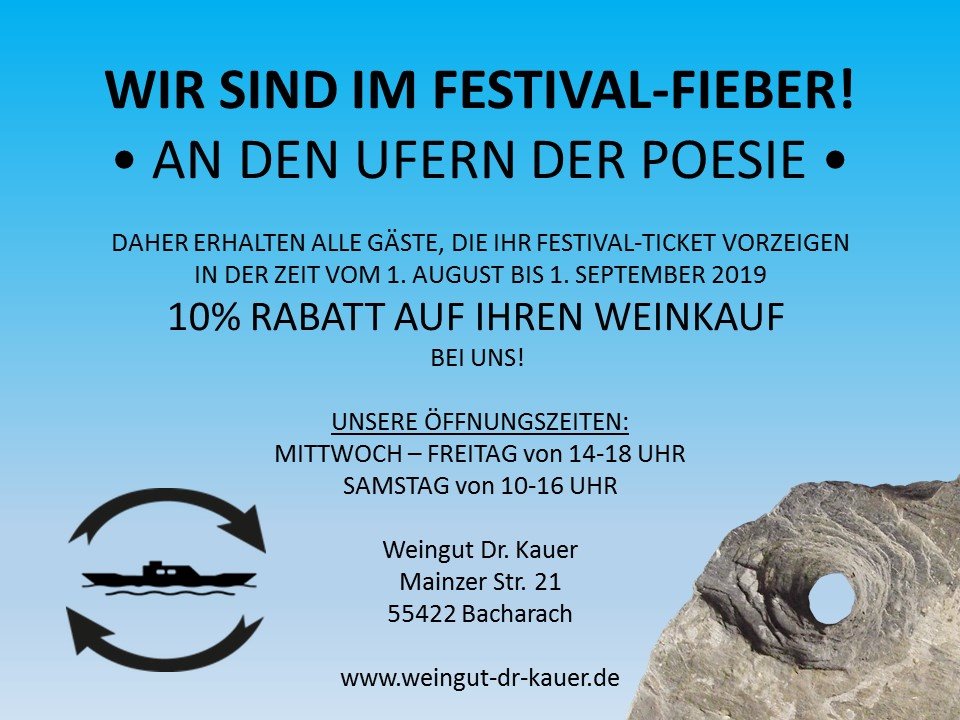 WIR SIND IM FESTIVAL-FIEBER!
• AN DEN UFERN DER POESIE •
DAHER ERHALTEN ALLE GÄSTE, DIE IHR FESTIVAL-TICKET VORZEIGEN
IN DER ZEIT VOM 1. AUGUST BIS 1. SEPTEMBER 2019
10% RABATT AUF IHREN WEINKAUF
BEI UNS!
UNSERE ÖFFNUNGSZEITEN:
MITTWOCH – FREITAG von 14-18 UHR
SAMSTAG von 10-16 UHR
Weingut Dr. Kauer
Mainzer Str. 21
55422 Bacharach
www.weingut-dr-kauer.de